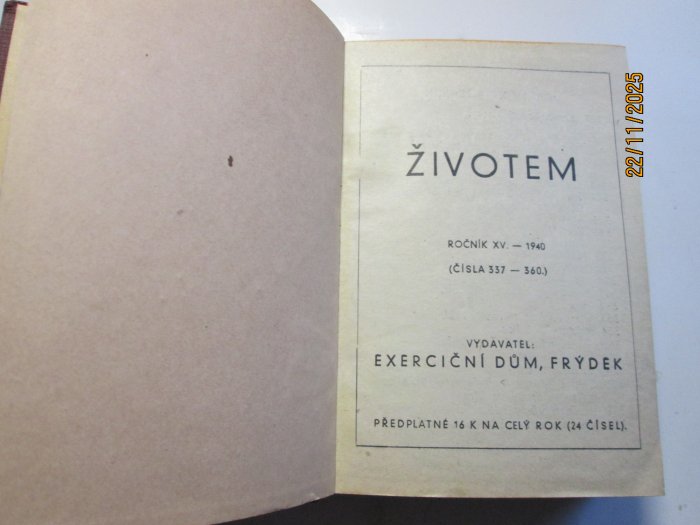 ŽIVOTEM
ROČNÍK XV. — 1940
(ČÍSLA 337 — 360.)
VYDAVATEL:
EXERCIČNÍ DŮM, FRÝDEK
PŘEDPLATNÉ 16 K NA CELÝ ROK (24 ČÍSEL).
22/11/2025